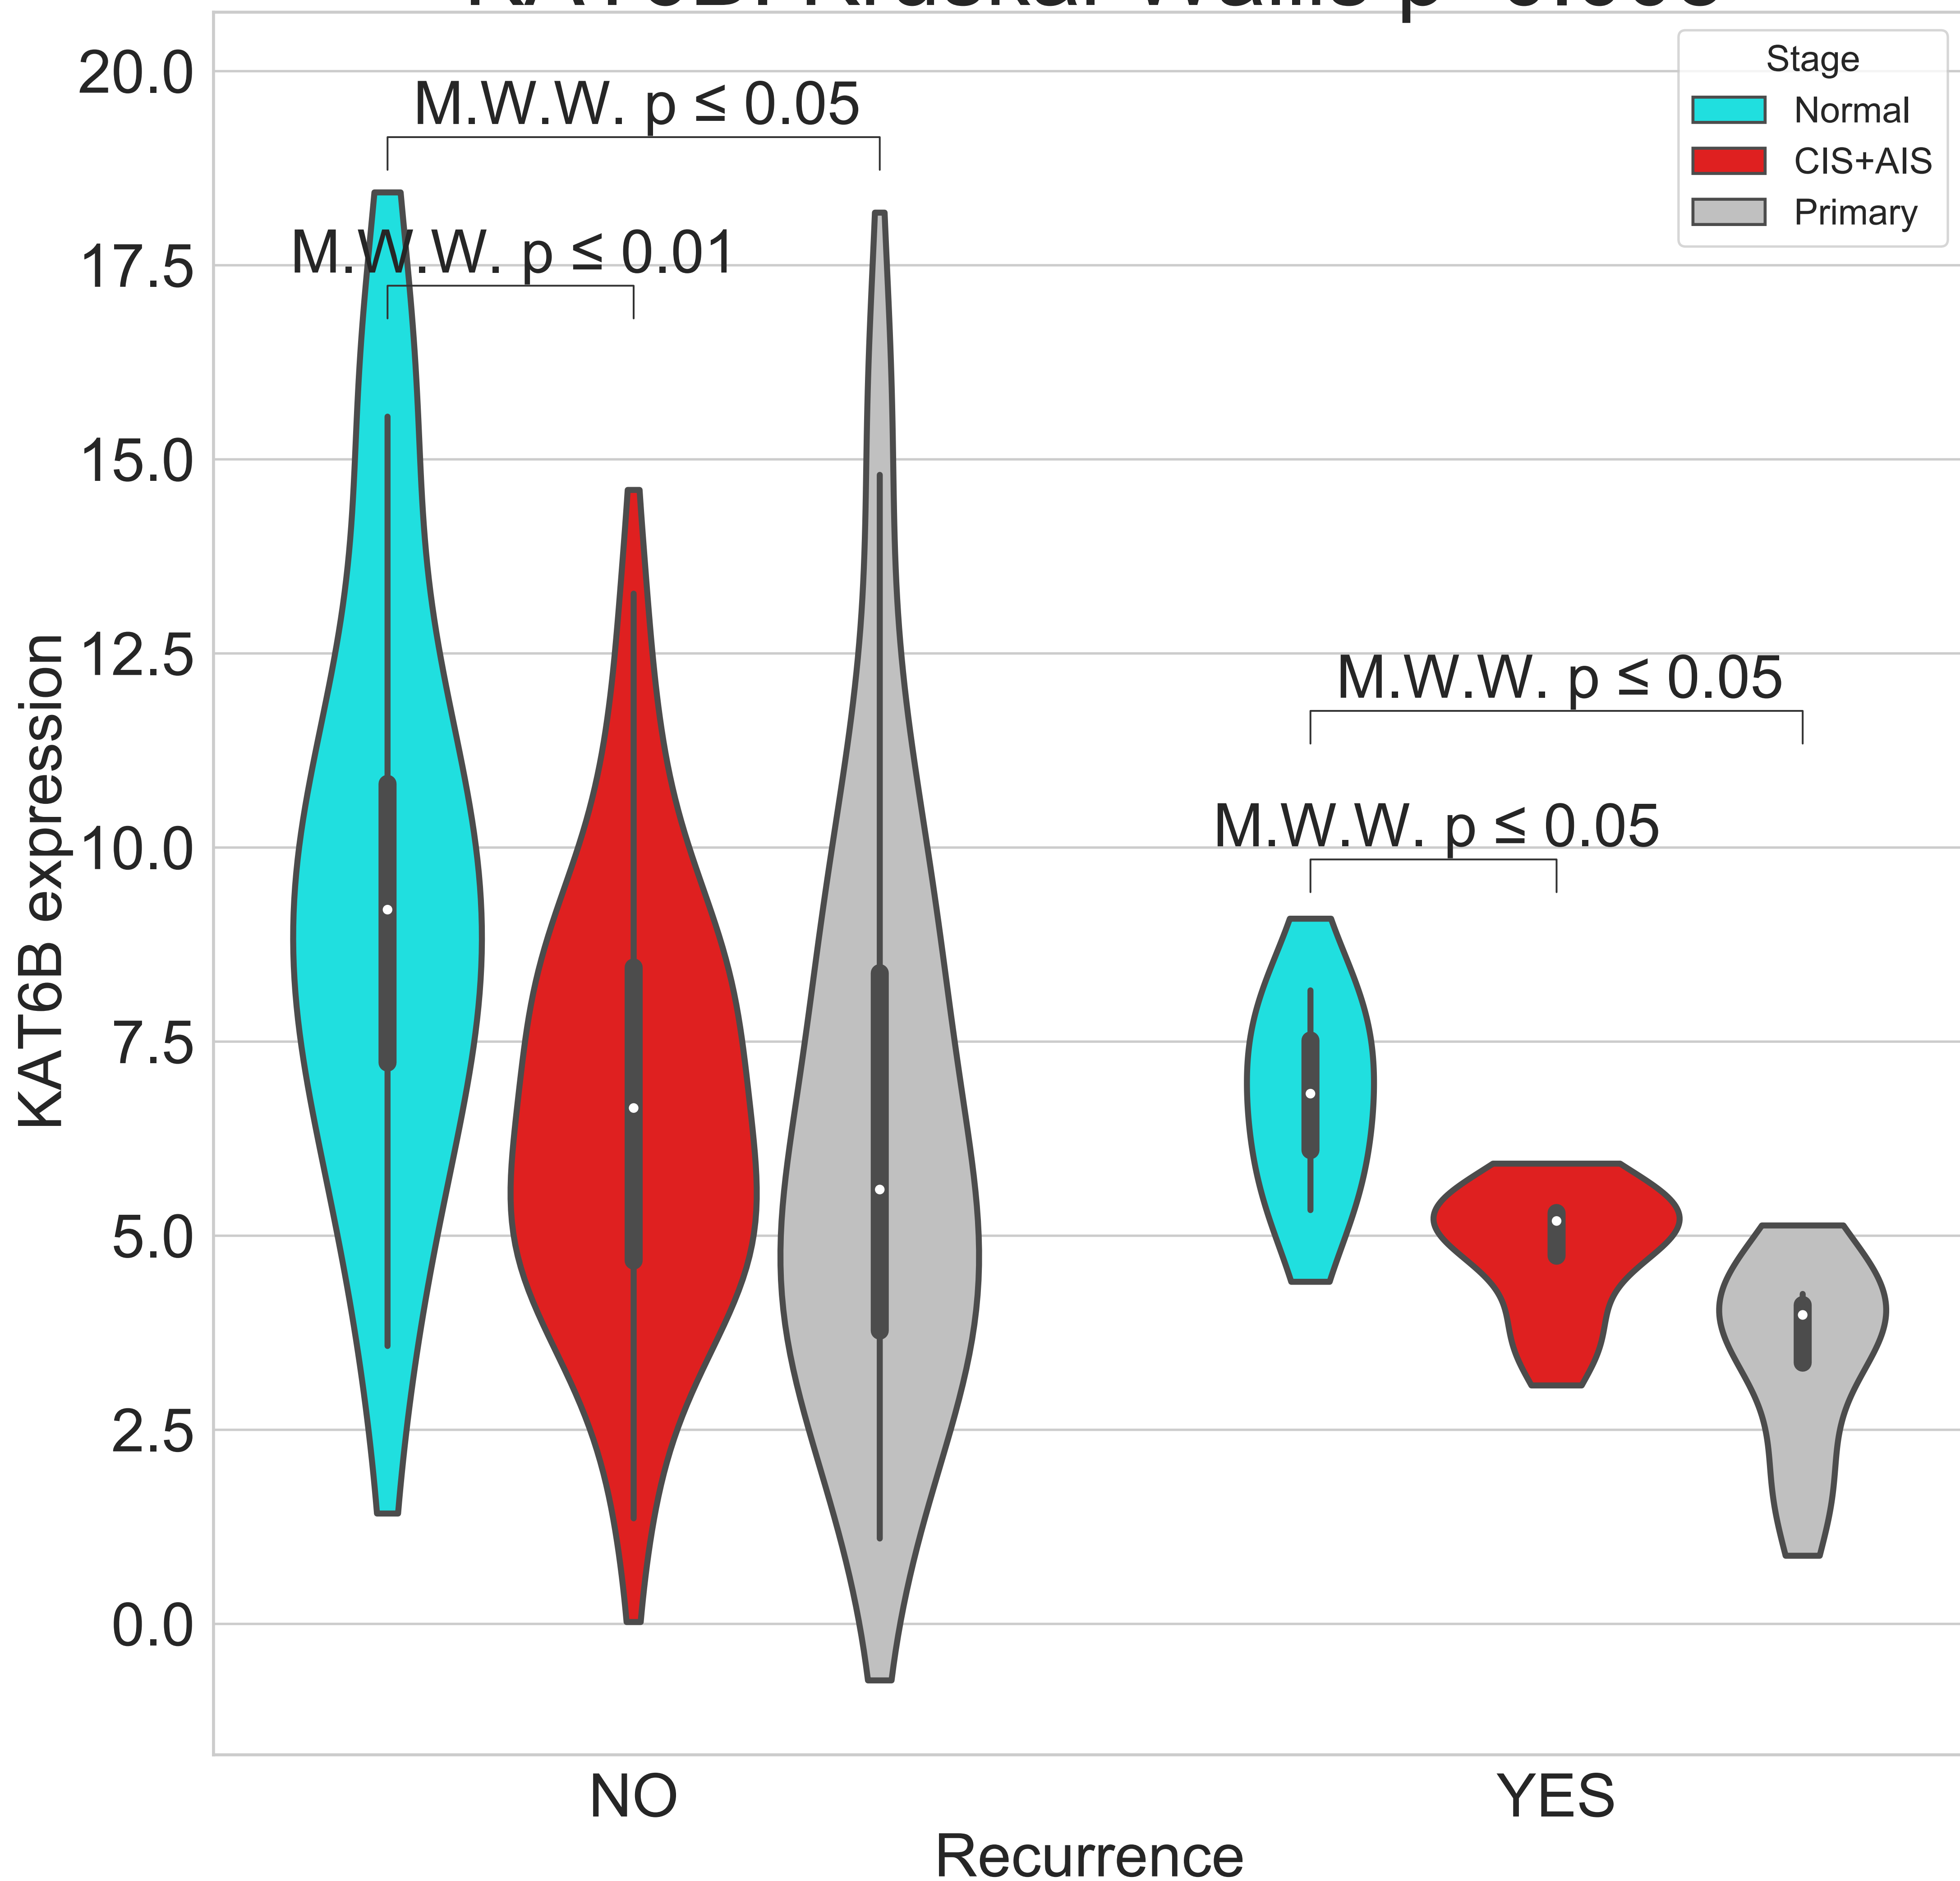 20.0
17.5
15.0
12.5
10.0
7.5
5.0
2.5
0.0
KAT6B expression
M.W.W. p ≤ 0.05
M.W.W. p ≤ 0.01
M.W.W. p ≤ 0.05
M.W.W. p ≤ 0.05
Stage
Normal
CIS+AIS
Primary
NO
YES
Recurrence